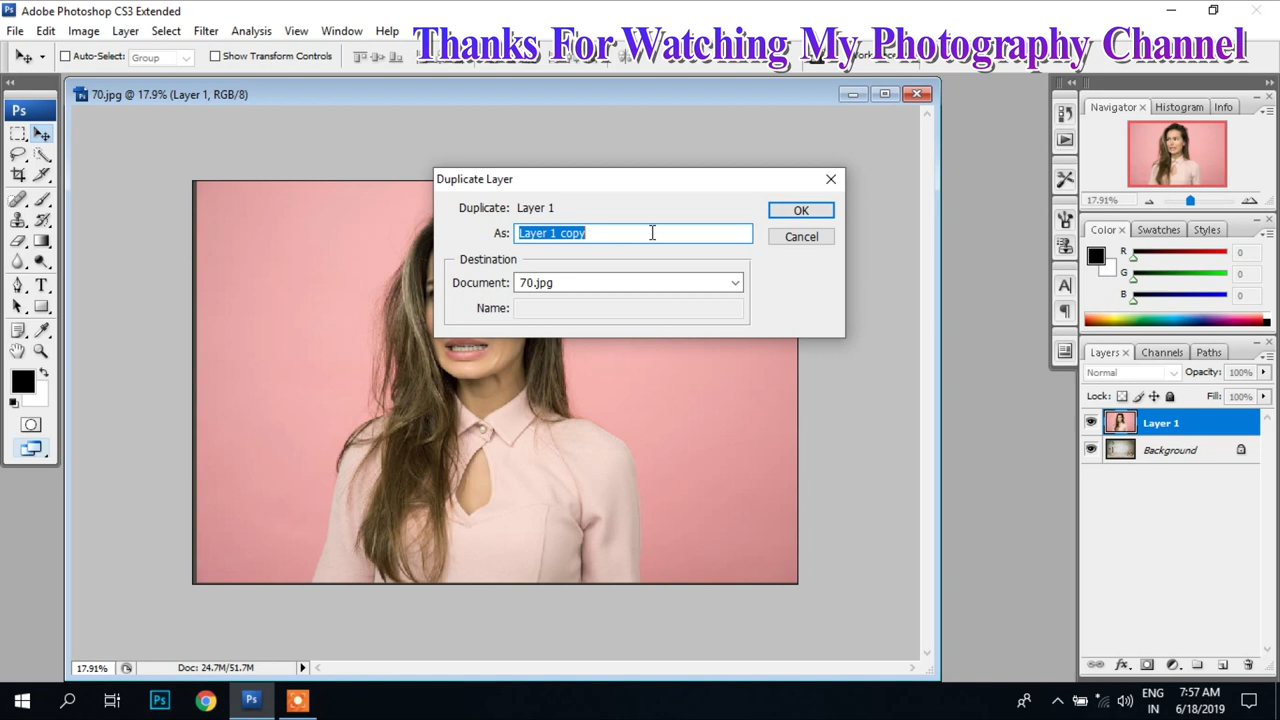 Adobe Photoshop CS3 Extended
File Edit Image Layer Select Filter Analysis View Window Help
Thanks For Watching My Photography Channel
Auto-Select: Group Show Transform Controls
70.jpg @ 17.9% (Layer 1, RGB/8)
Ps
Duplicate Layer
Duplicate: Layer 1
OK
As: Layer 1 copy
Cancel
Destination
Document: 70.jpg
Name:
Navigator x Histogram Info
17.91%
Color x Swatches Styles
R 0
G 0
B 0
Layers x Channels Paths
Normal Opacity: 100%
Lock: Fill: 100%
Layer 1
Background
17.91% Doc: 24.7M/51.7M
Ps Ps
ENG 7:57 AM
IN 6/18/2019